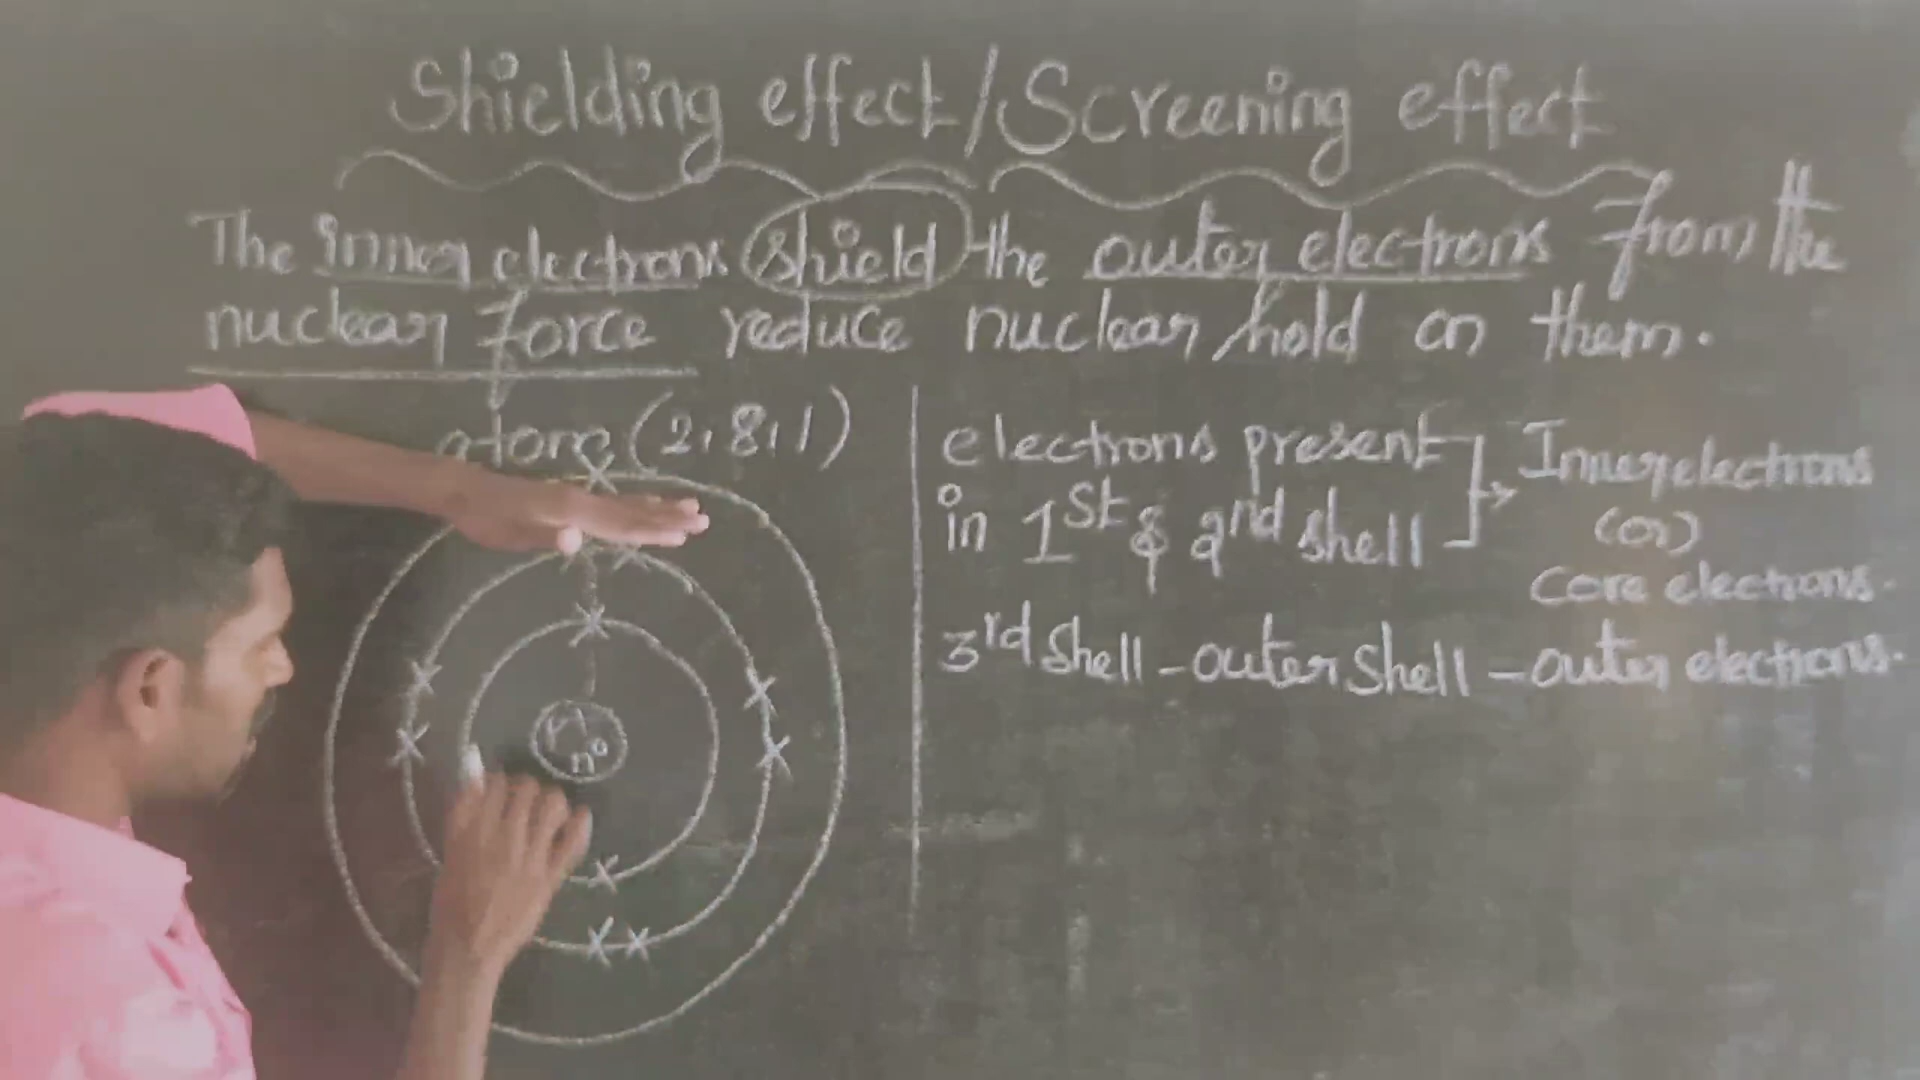 Shielding effect/Screening effect
The inner electrons shield the outer electrons from the
nuclear force reduce nuclear hold on them.
(2,8,1)
electrons present
in 1st & 2nd shell
Inner electrons
(or)
Core electrons.
3rd shell - outer shell - outer electrons.
n⁰